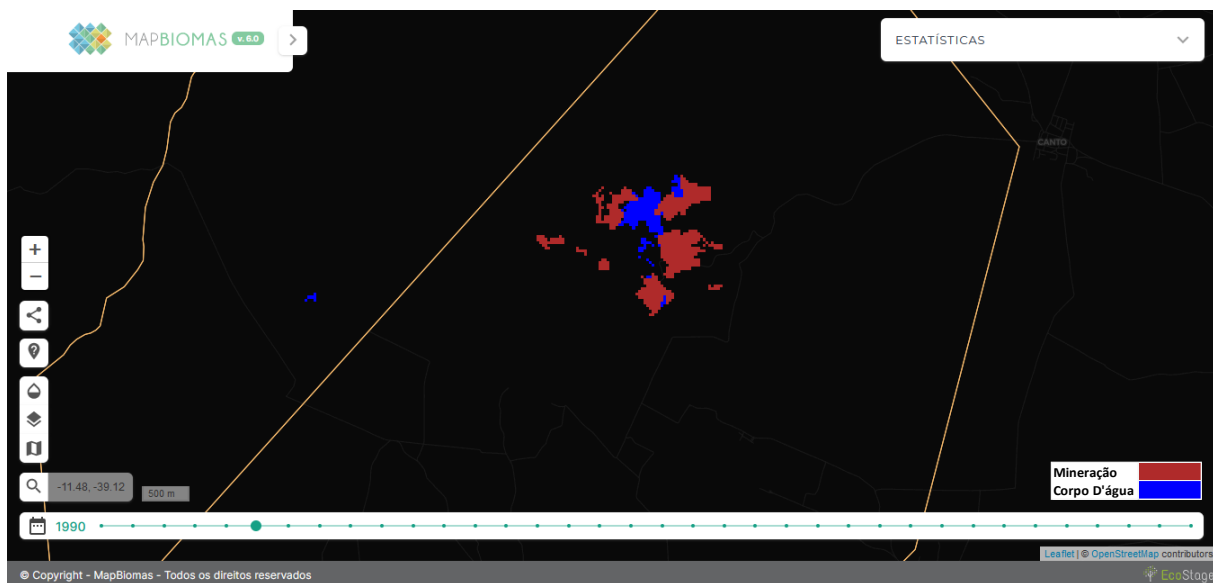 MAPBIOMAS v. 6.0
ESTATÍSTICAS
CANTO
-11.48, -39.12
500 m
Mineração
Corpo D'água
1990
Leaflet | © OpenStreetMap contributors
© Copyright - MapBiomas - Todos os direitos reservados
EcoStage